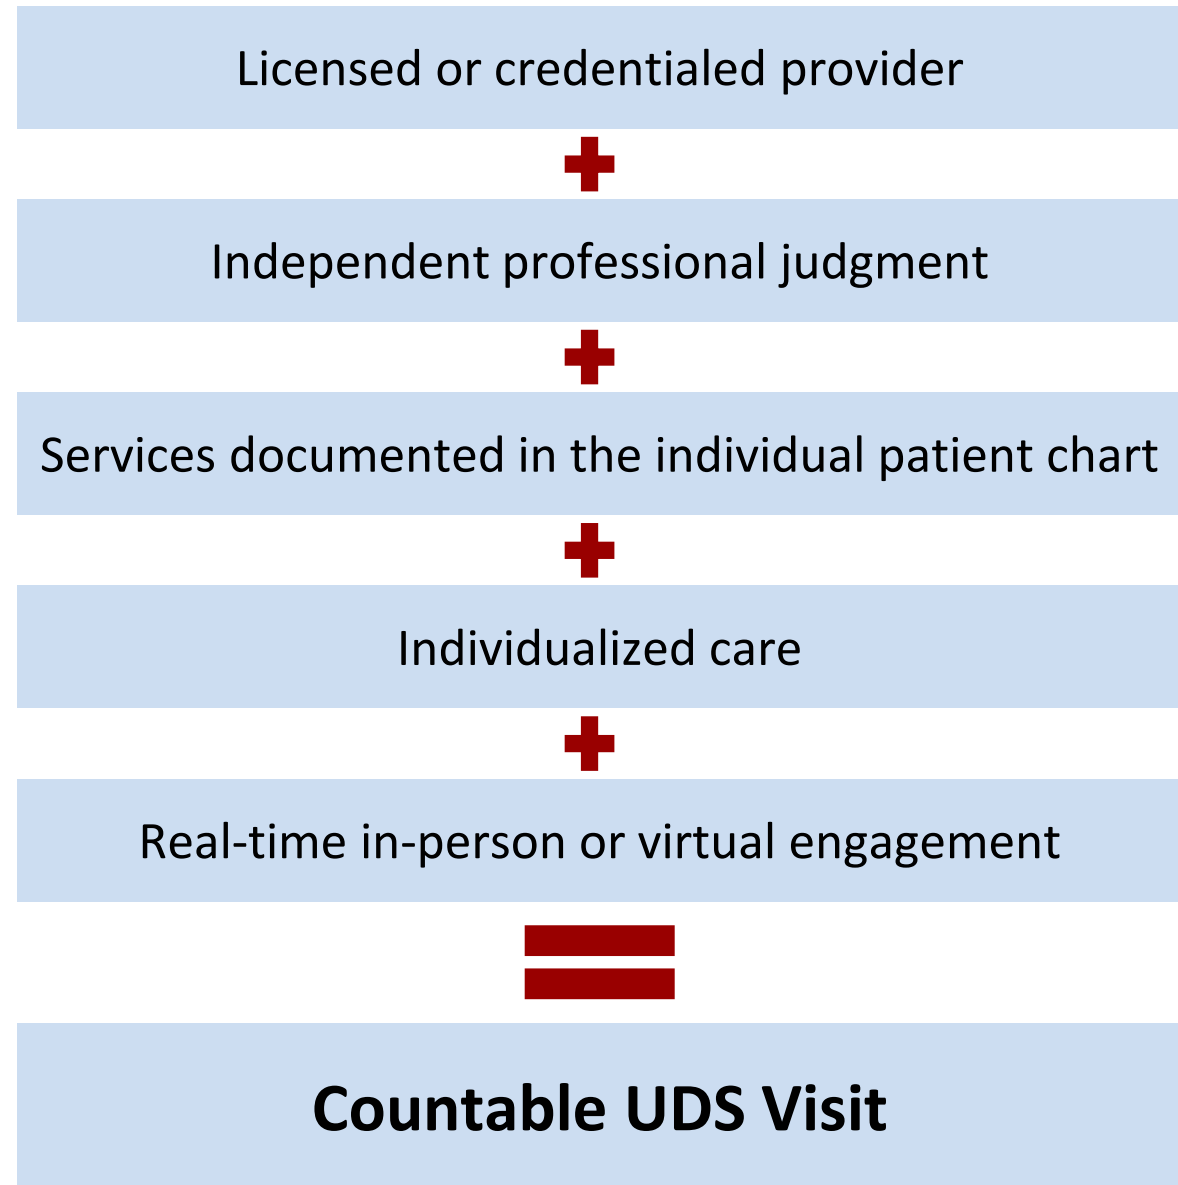 Licensed or credentialed provider
Independent professional judgment
Services documented in the individual patient chart
Individualized care
Real-time in-person or virtual engagement
Countable UDS Visit